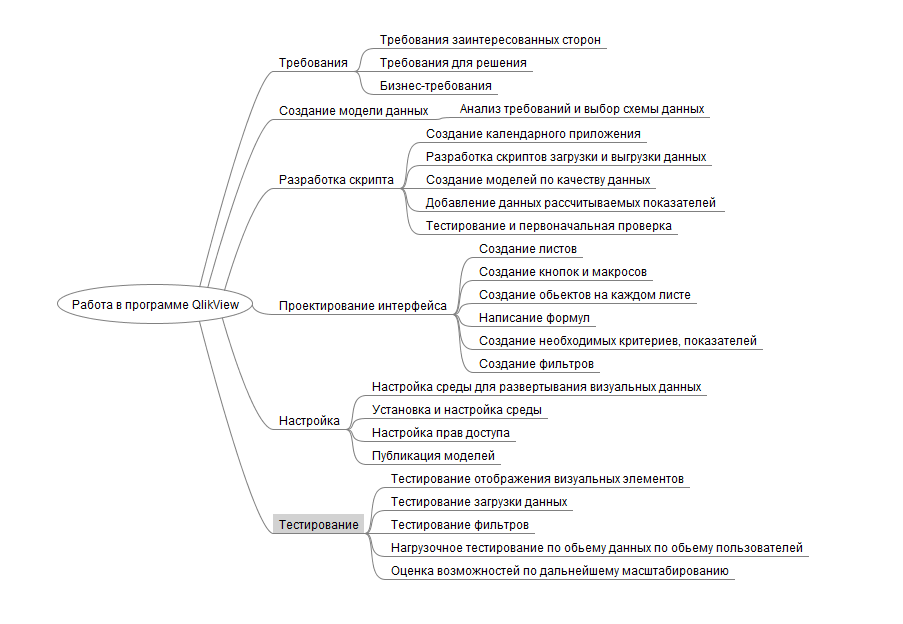 Работа в программе QlikView
Требования
Требования заинтересованных сторон
Требования для решения
Бизнес-требования
Создание модели данных
Анализ требований и выбор схемы данных
Разработка скрипта
Создание календарного приложения
Разработка скриптов загрузки и выгрузки данных
Создание моделей по качеству данных
Добавление данных рассчитываемых показателей
Тестирование и первоначальная проверка
Проектирование интерфейса
Создание листов
Создание кнопок и макросов
Создание обьектов на каждом листе
Написание формул
Создание необходимых критериев, показателей
Создание фильтров
Настройка
Настройка среды для развертывания визуальных данных
Установка и настройка среды
Настройка прав доступа
Публикация моделей
Тестирование
Тестирование отображения визуальных элементов
Тестирование загрузки данных
Тестирование фильтров
Нагрузочное тестирование по обьему данных по обьему пользователей
Оценка возможностей по дальнейшему масштабированию